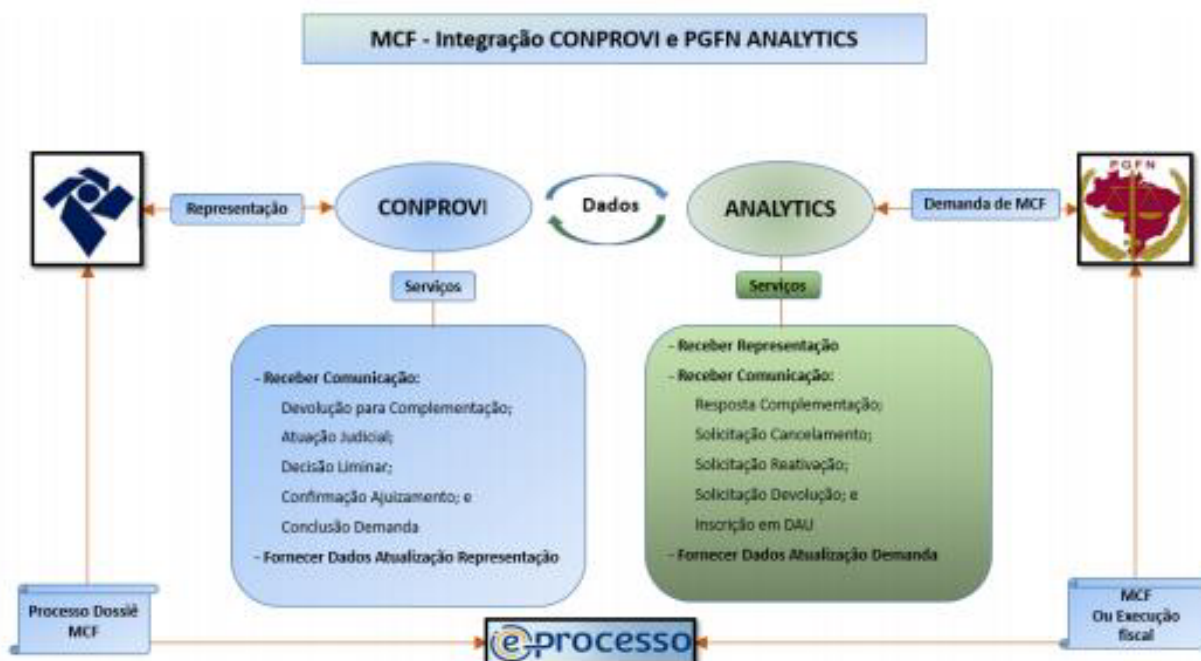 MCF - Integração CONPROVI e PGFN ANALYTICS
PGFN
Representação
CONPROVI
Dados
ANALYTICS
Demanda de MCF
Serviços
Serviços
- Receber Comunicação:
Devolução para Complementação;
Atuação Judicial;
Decisão Liminar;
Confirmação Ajuizamento; e
Conclusão Demanda
- Fornecer Dados Atualização Representação
- Receber Representação
- Receber Comunicação:
Resposta Complementação;
Solicitação Cancelamento;
Solicitação Reativação;
Solicitação Devolução; e
Inscrição em DAU
- Fornecer Dados Atualização Demanda
Processo Dossiê
MCF
e-processo
MCF
Ou Execução
fiscal